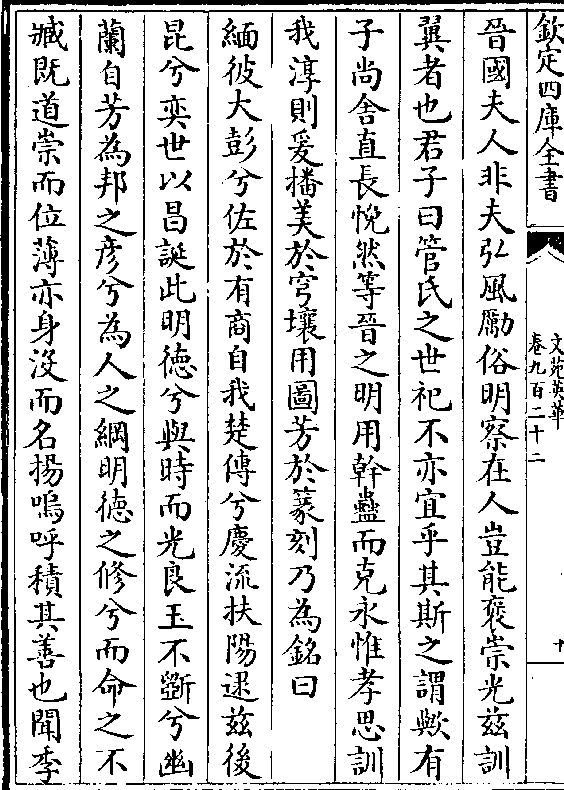 欽定四庫全書
文苑英華
卷九百二十二
十
晉國夫人非夫弘風勵俗明察在人豈能褒崇光兹訓
翼者也君子曰管氏之世祀不亦宜乎其斯之謂歟有
子尚舍直長悅然等晉之明用幹蠱而克永惟孝思訓
我淳則爰播美於穹壤用圖芳於篆刻乃為銘曰
緬彼大彭兮佐於有商自我楚傅兮慶流扶陽逮兹後
昆兮奕世以昌誕此明德兮與時而光良玉不斵兮幽
蘭自芳為邦之彦兮為人之綱明德之修兮而命之不
臧既道崇而位薄亦身沒而名揚嗚呼積其善也聞季